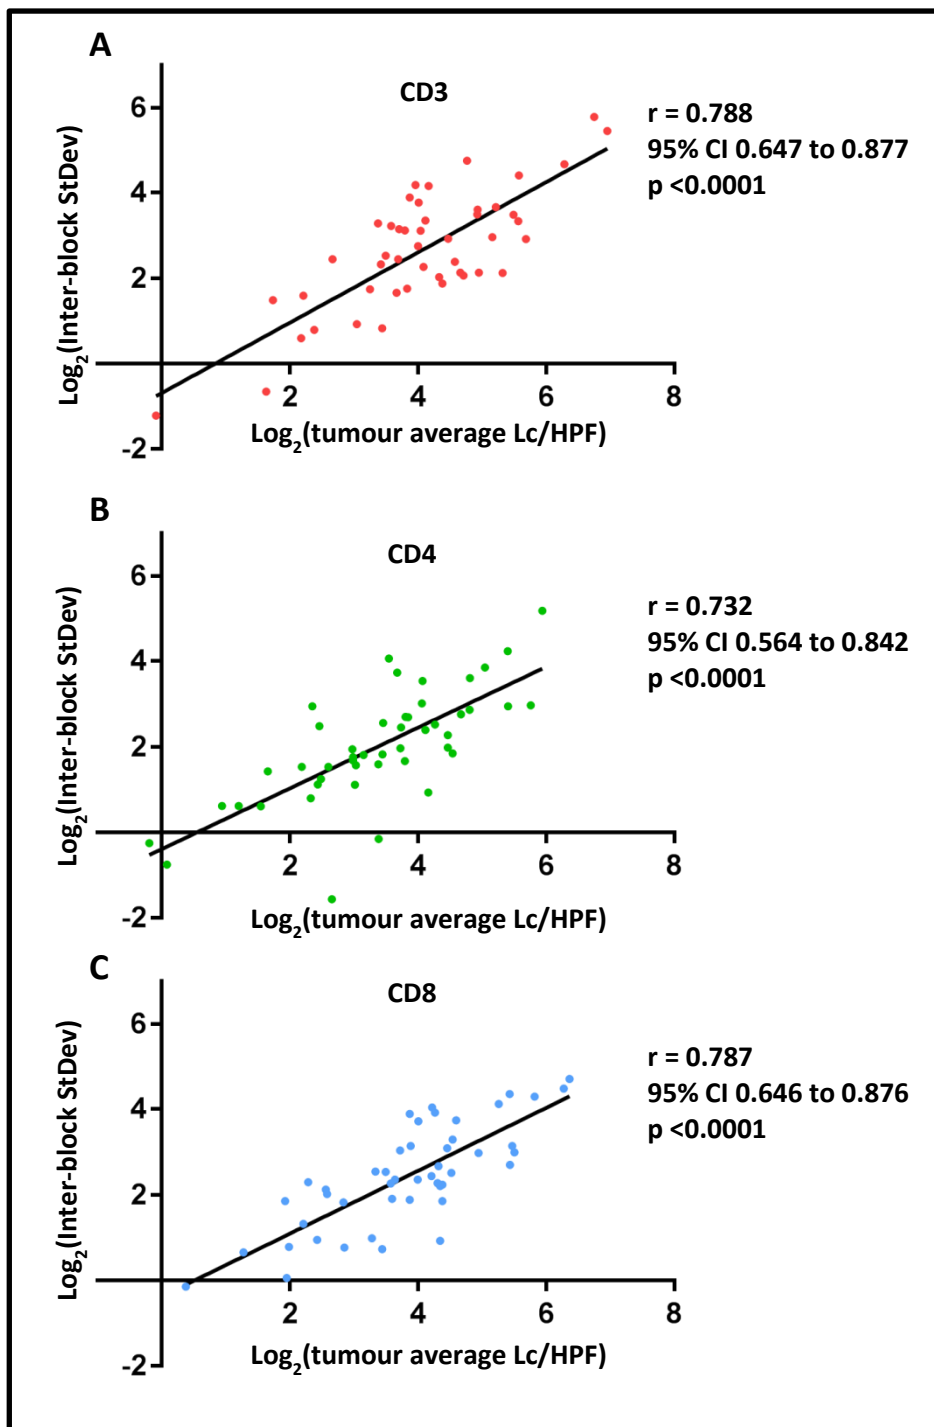 A
CD3
r = 0.788
95% CI 0.647 to 0.877
p <0.0001
Log₂(Inter-block StDev)
6
4
2
-2
2 4 6 8
Log₂(tumour average Lc/HPF)
B
CD4
r = 0.732
95% CI 0.564 to 0.842
p <0.0001
Log₂(Inter-block StDev)
6
4
2
-2
2 4 6 8
Log₂(tumour average Lc/HPF)
C
CD8
r = 0.787
95% CI 0.646 to 0.876
p <0.0001
Log₂(Inter-block StDev)
6
4
2
-2
2 4 6 8
Log₂(tumour average Lc/HPF)